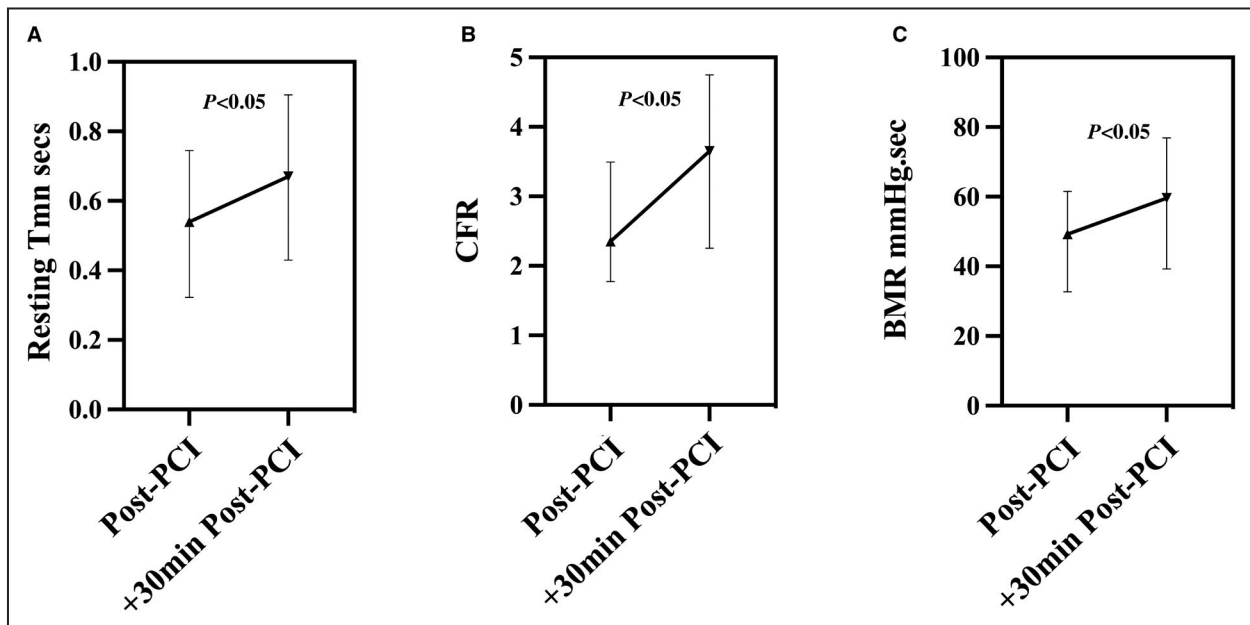 A
Resting Tmn secs
1.0
0.8
0.6
0.4
0.2
0.0
P<0.05
Post-PCI
+30min Post-PCI
B
CFR
5
4
3
2
1
0
P<0.05
Post-PCI
+30min Post-PCI
C
BMR mmHg.sec
100
80
60
40
20
0
P<0.05
Post-PCI
+30min Post-PCI